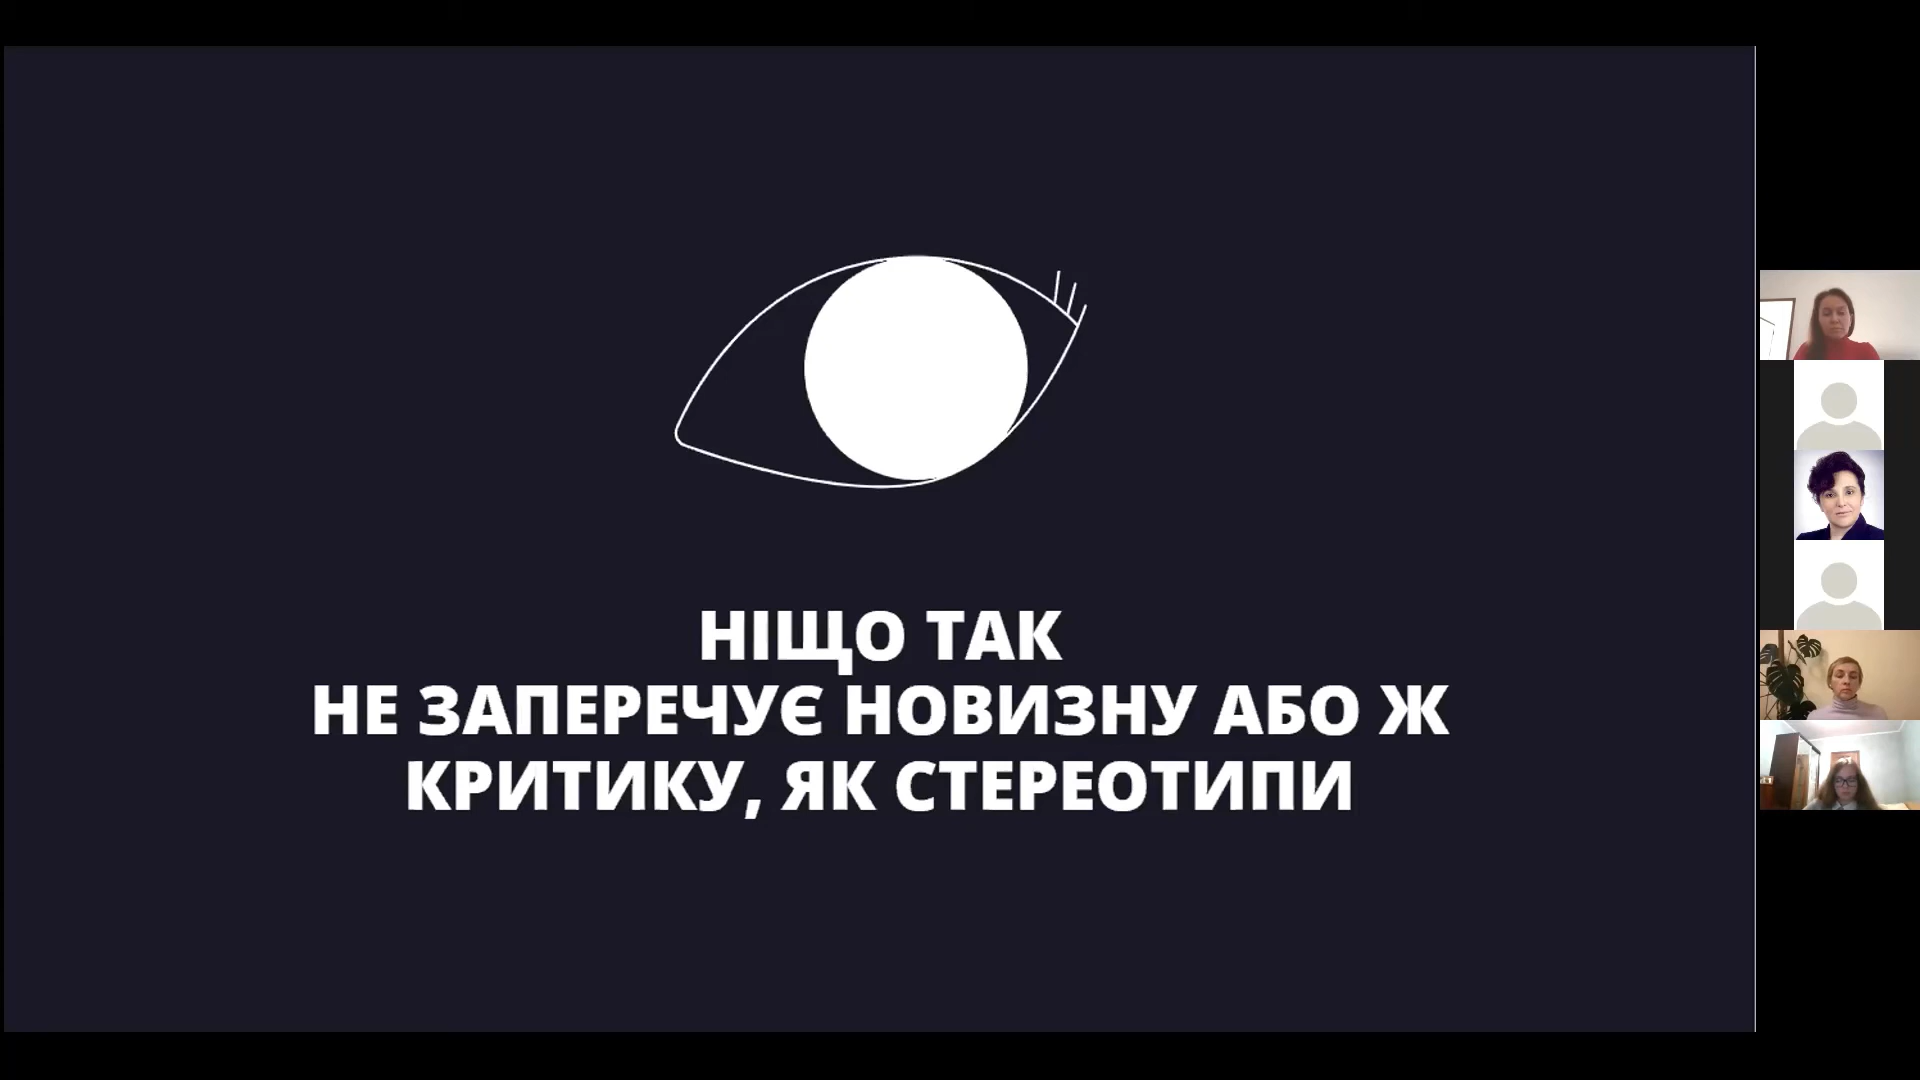 НІЩО ТАК
НЕ ЗАПЕРЕЧУЄ НОВИЗНУ АБО Ж
КРИТИКУ, ЯК СТЕРЕОТИПИ